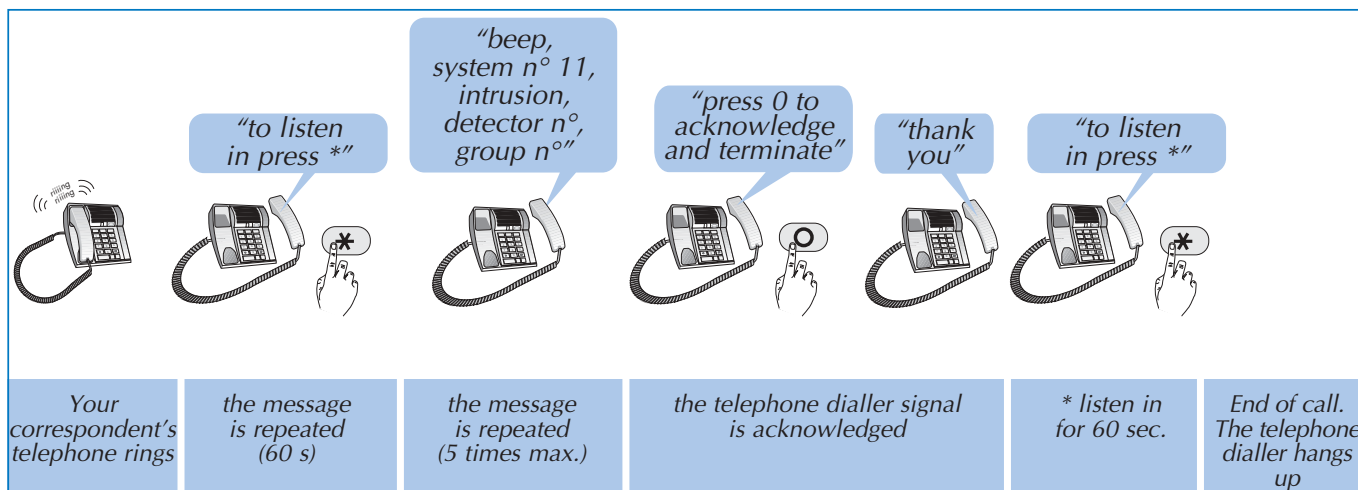 “beep,
system n° 11,
intrusion,
detector n°,
group n°”
“to listen
in press *”
“press 0 to
acknowledge
and terminate”
“thank
you”
“to listen
in press *”
riiiing
riiiing
*
O
*
Your
correspondent's
telephone rings
the message
is repeated
(60 s)
the message
is repeated
(5 times max.)
the telephone dialler signal
is acknowledged
* listen in
for 60 sec.
End of call.
The telephone
dialler hangs
up